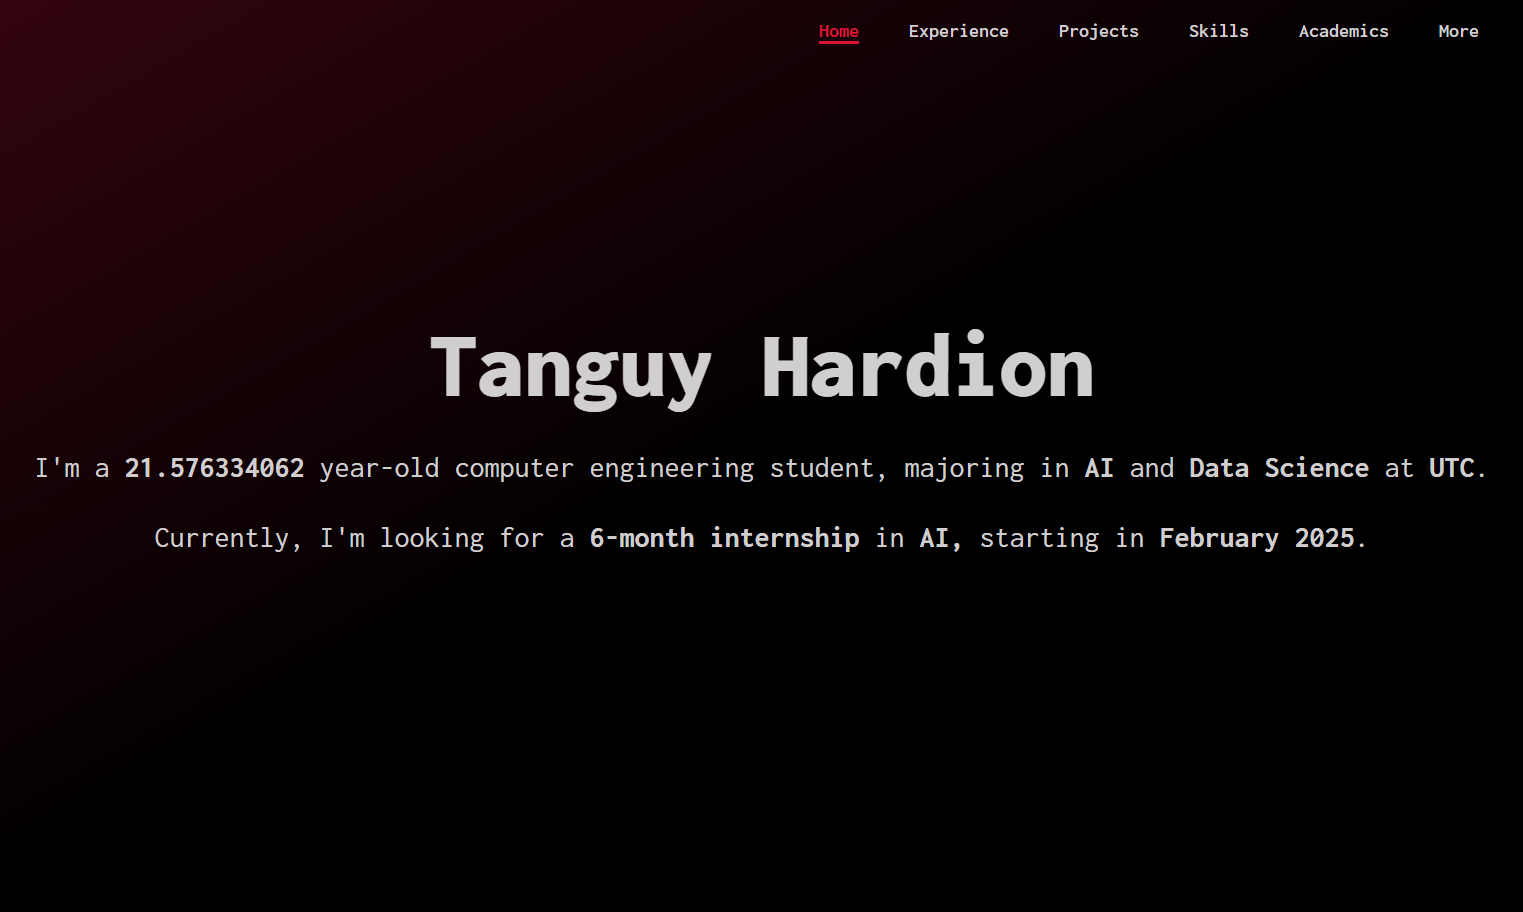 Home Experience Projects Skills Academics More
Tanguy Hardion
I'm a 21.576334062 year-old computer engineering student, majoring in AI and Data Science at UTC.
Currently, I'm looking for a 6-month internship in AI, starting in February 2025.